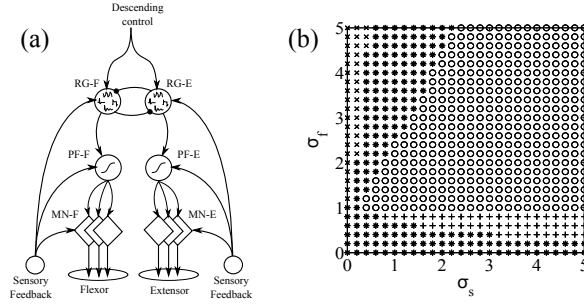 Descending
control
(a)
RG-F
RG-E
PF-F
PF-E
MN-F
MN-E
Sensory
Feedback
Flexor
Extensor
Sensory
Feedback
(b)
5
4
3
2
1
0
σf
0 1 2 3 4 5
σs